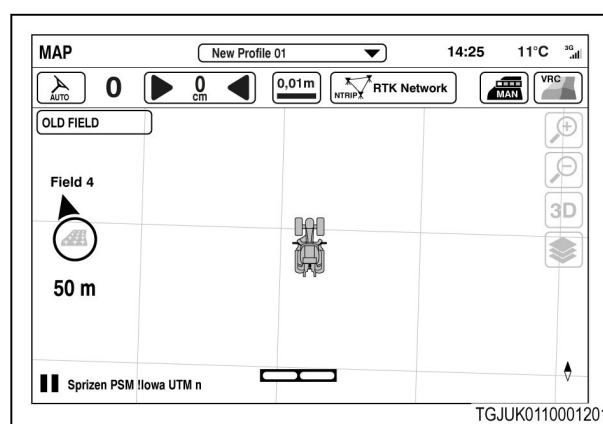 MAP
New Profile 01
14:25
11°C
3G
AUTO
0
0
cm
0,01m
NTRIP
RTK Network
MAN
VRC
OLD FIELD
Field 4
3D
50 m
Sprizen PSM !lowa UTM n
TGJUK0110001201